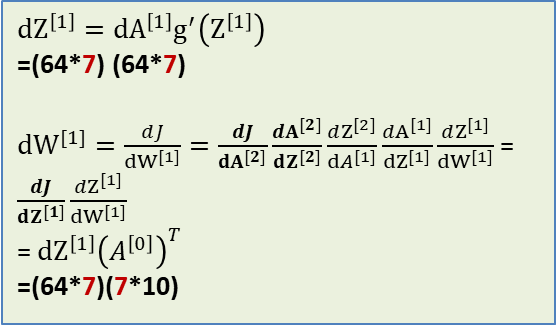 dZ^[1] = dA^[1]g′(Z^[1])
=(64*7) (64*7)
dW^[1] = dJ/dW^[1] = dJ/dA^[2] dA^[2]/dZ^[2] dZ^[2]/dA^[1] dA^[1]/dZ^[1] dZ^[1]/dW^[1] =
dJ/dZ^[1] dZ^[1]/dW^[1]
= dZ^[1](A^[0])^T
=(64*7)(7*10)